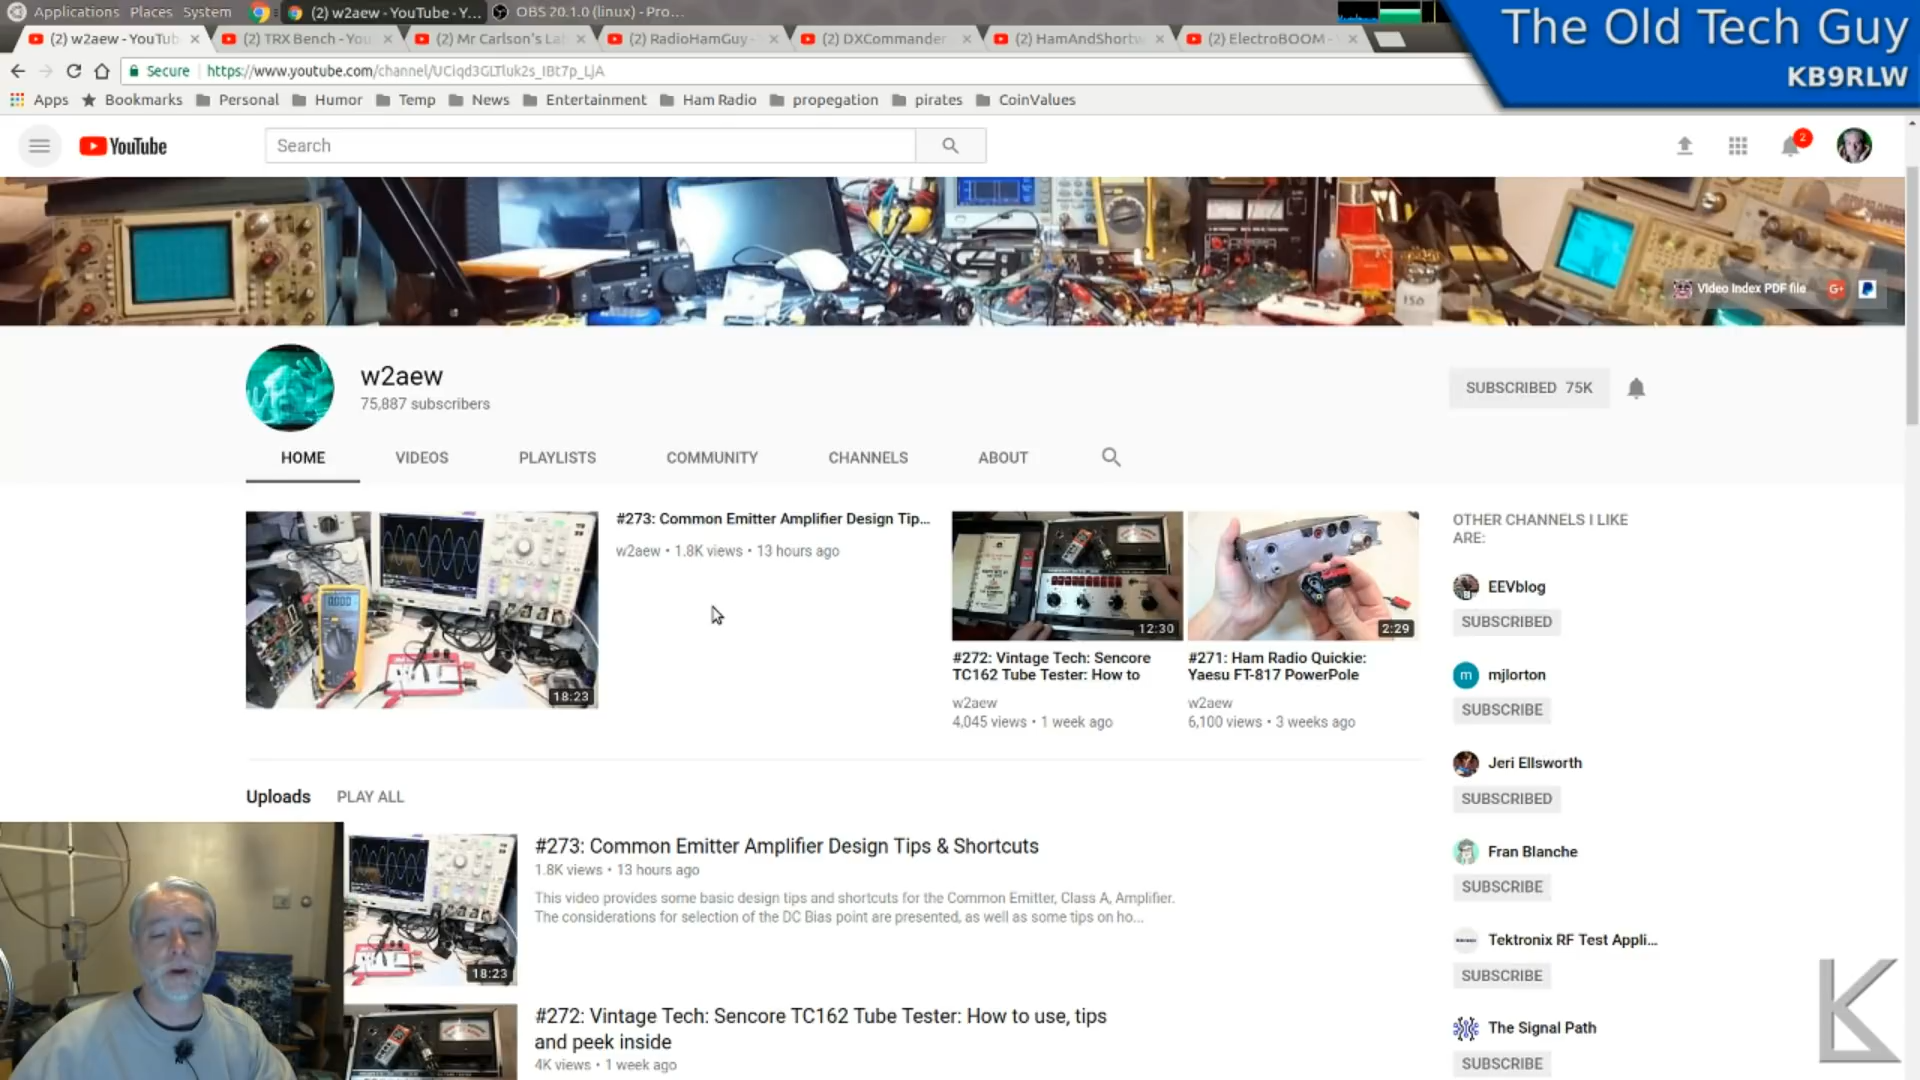 Applications Places System
(2) w2aew - YouTube - Y...
OBS 20.1.0 (linux) - Pro...
The Old Tech Guy
KB9RLW
(2) w2aew - YouTub
(2) TRX Bench - You
(2) Mr Carlson's La
(2) RadioHamGuy -
(2) DXCommander
(2) HamAndShortw
(2) ElectroBOOM -
Secure
https://www.youtube.com/channel/UCiqd3GLTluk2s_IBt7p_LjA
Apps Bookmarks Personal Humor Temp News Entertainment Ham Radio propegation pirates CoinValues
YouTube
Search
2
Video Index PDF file
G+
w2aew
75,887 subscribers
SUBSCRIBED 75K
HOME VIDEOS PLAYLISTS COMMUNITY CHANNELS ABOUT
18:23
#273: Common Emitter Amplifier Design Tip...
w2aew • 1.8K views • 13 hours ago
12:30
#272: Vintage Tech: Sencore
TC162 Tube Tester: How to
w2aew
4,045 views • 1 week ago
2:29
#271: Ham Radio Quickie:
Yaesu FT-817 PowerPole
w2aew
6,100 views • 3 weeks ago
OTHER CHANNELS I LIKE
ARE:
EEVblog
SUBSCRIBED
m
mjlorton
SUBSCRIBE
Jeri Ellsworth
SUBSCRIBED
Fran Blanche
SUBSCRIBE
Tektronix RF Test Appli...
SUBSCRIBE
The Signal Path
SUBSCRIBE
Uploads PLAY ALL
18:23
#273: Common Emitter Amplifier Design Tips & Shortcuts
1.8K views • 13 hours ago
This video provides some basic design tips and shortcuts for the Common Emitter, Class A, Amplifier.
The considerations for selection of the DC Bias point are presented, as well as some tips on ho...
#272: Vintage Tech: Sencore TC162 Tube Tester: How to use, tips
and peek inside
4K views • 1 week ago
K